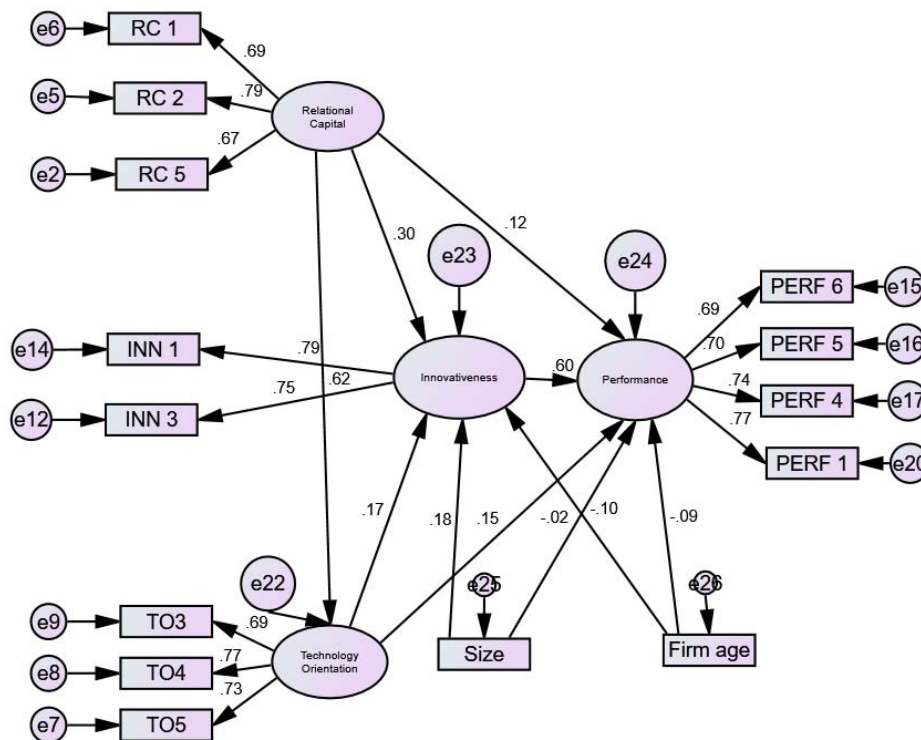 e6
RC 1
.69
e5
RC 2
.79
Relational
Capital
e2
RC 5
.67
.30
.12
e23
e24
PERF 6
e15
.69
e14
INN 1
.79
.62
Innovativeness
.60
Performance
.70
PERF 5
e16
e12
INN 3
.75
.74
PERF 4
e17
.77
PERF 1
e20
.17
.18
.15
-.02
-.10
-.09
e22
e25
e26
e9
TO3
.69
e8
TO4
.77
Technology
Orientation
Size
Firm age
e7
TO5
.73